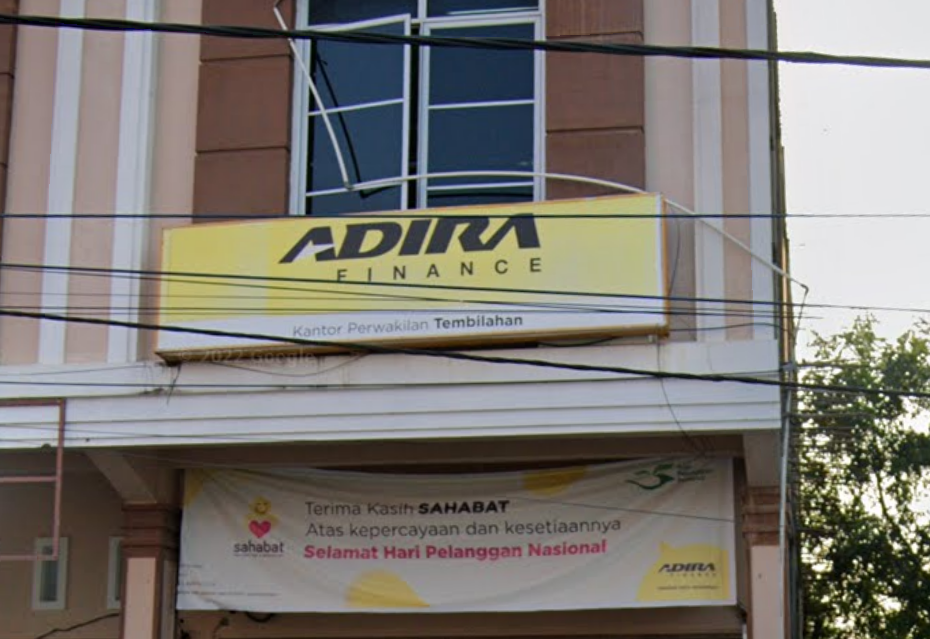 ADIRA
FINANCE
Kantor Perwakilan Tembilahan
© 2022 Google
Terima Kasih SAHABAT
Atas kepercayaan dan kesetiaannya
Selamat Hari Pelanggan Nasional
sahabat
ADIRA
FINANCE